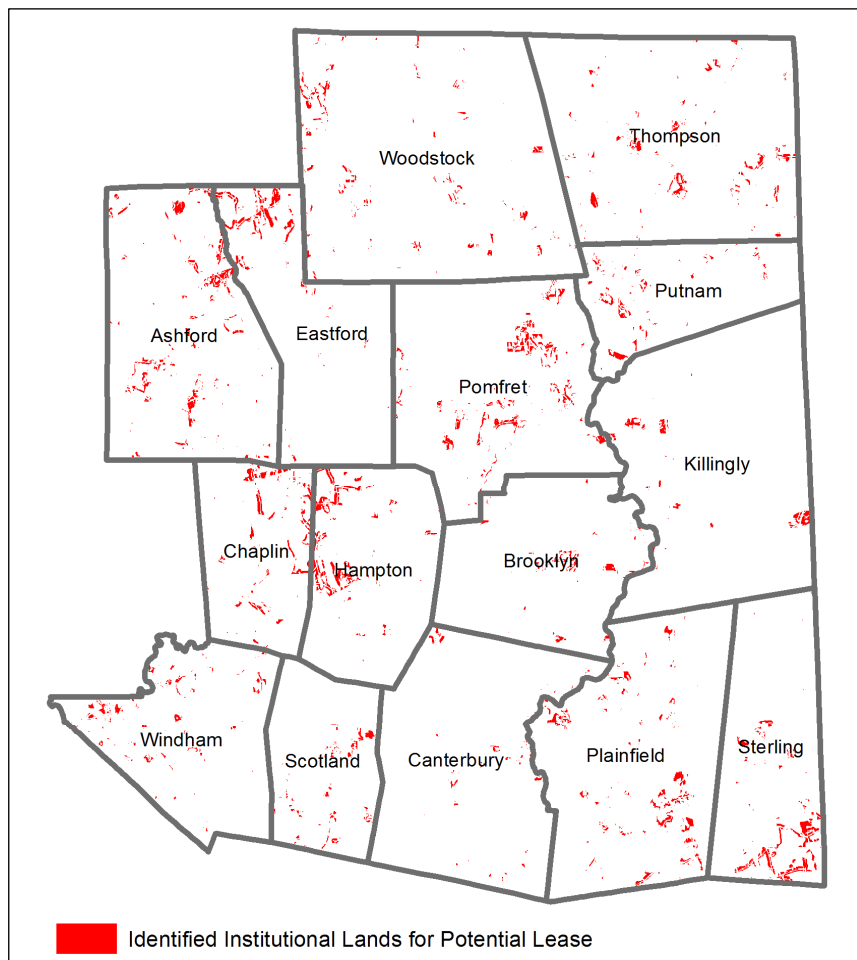 Woodstock
Thompson
Putnam
Ashford
Eastford
Pomfret
Killingly
Chaplin
Hampton
Brooklyn
Windham
Scotland
Canterbury
Plainfield
Sterling
Identified Institutional Lands for Potential Lease